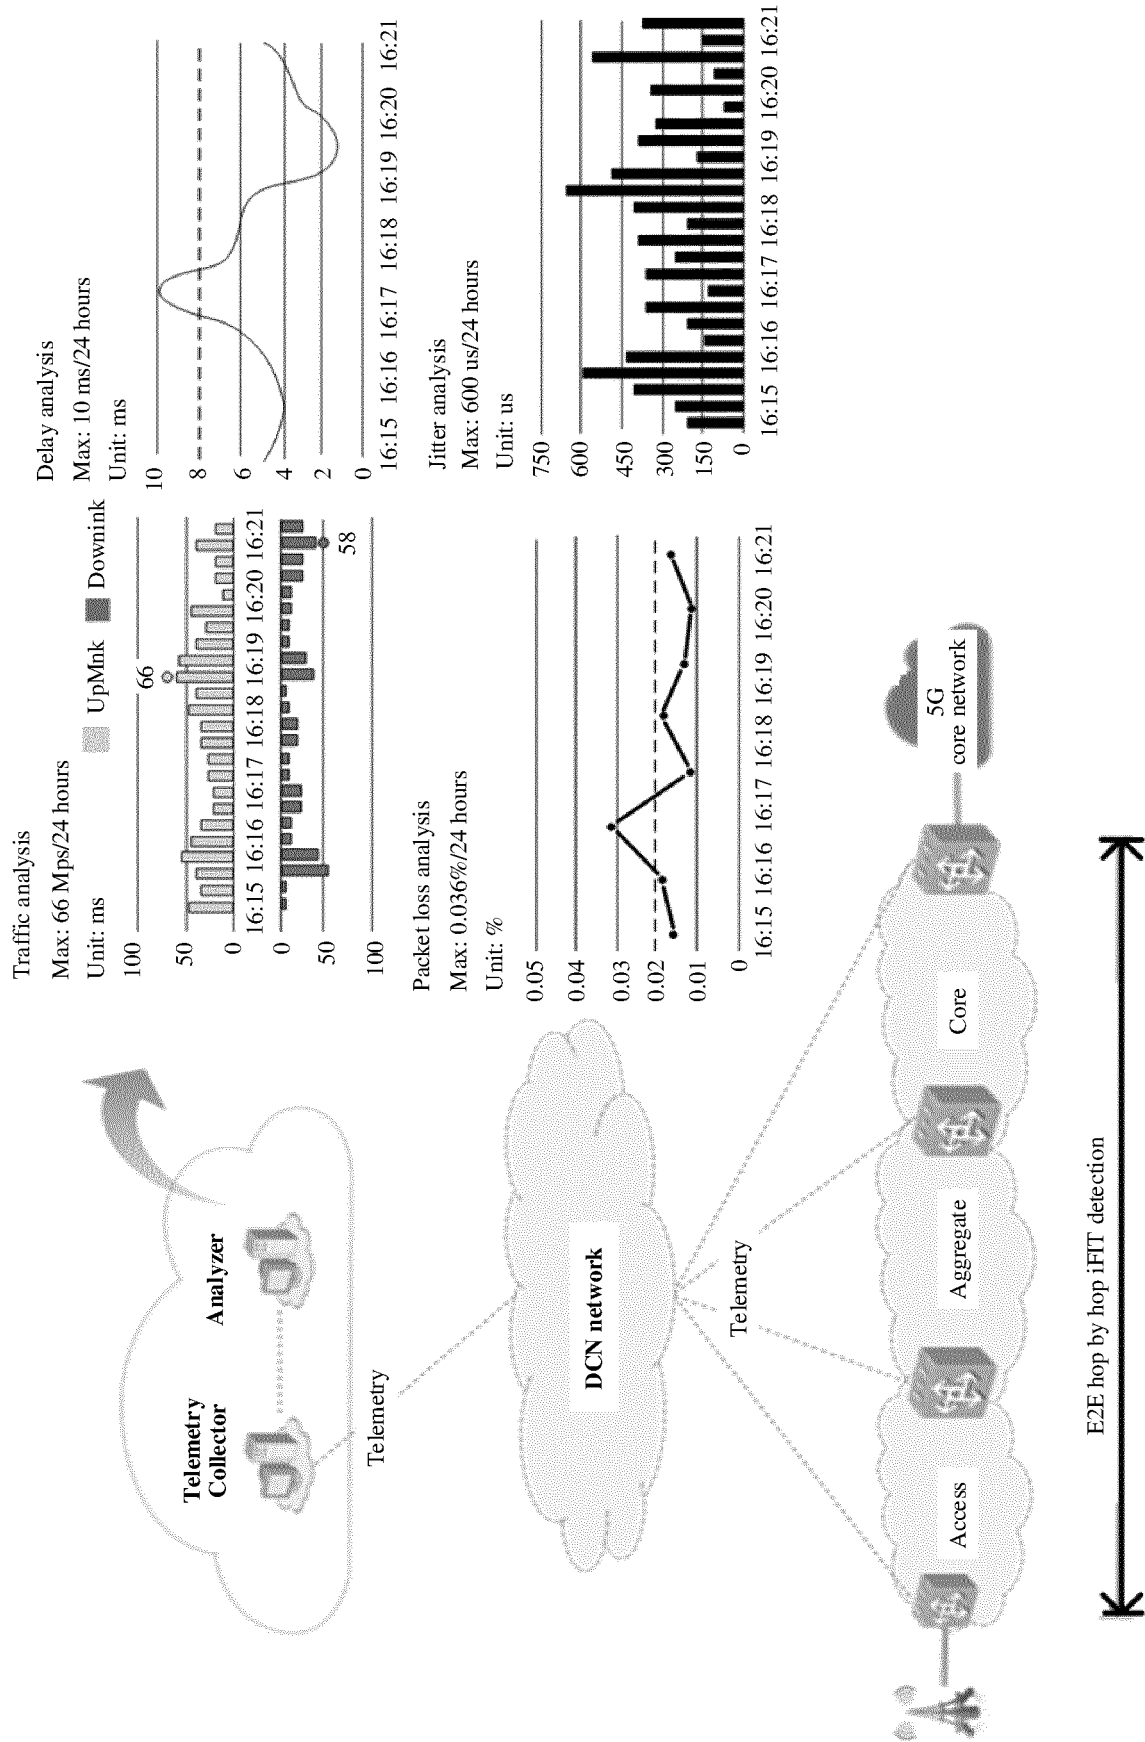 Traffic analysis
Max: 66 Mps/24 hours
Unit: ms
UpMnk
Downink
100
50
0
66
16:15 16:16 16:17 16:18 16:19 16:20 16:21
0
50
100
58
Delay analysis
Max: 10 ms/24 hours
Unit: ms
10
8
6
4
2
0
16:15 16:16 16:17 16:18 16:19 16:20 16:21
Packet loss analysis
Max: 0.036%/24 hours
Unit: %
0.05
0.04
0.03
0.02
0.01
0
16:15 16:16 16:17 16:18 16:19 16:20 16:21
Jitter analysis
Max: 600 us/24 hours
Unit: us
750
600
450
300
150
0
16:15 16:16 16:17 16:18 16:19 16:20 16:21
Telemetry
Collector
Analyzer
Telemetry
DCN network
Telemetry
Access
Aggregate
Core
5G
core network
E2E hop by hop iFIT detection